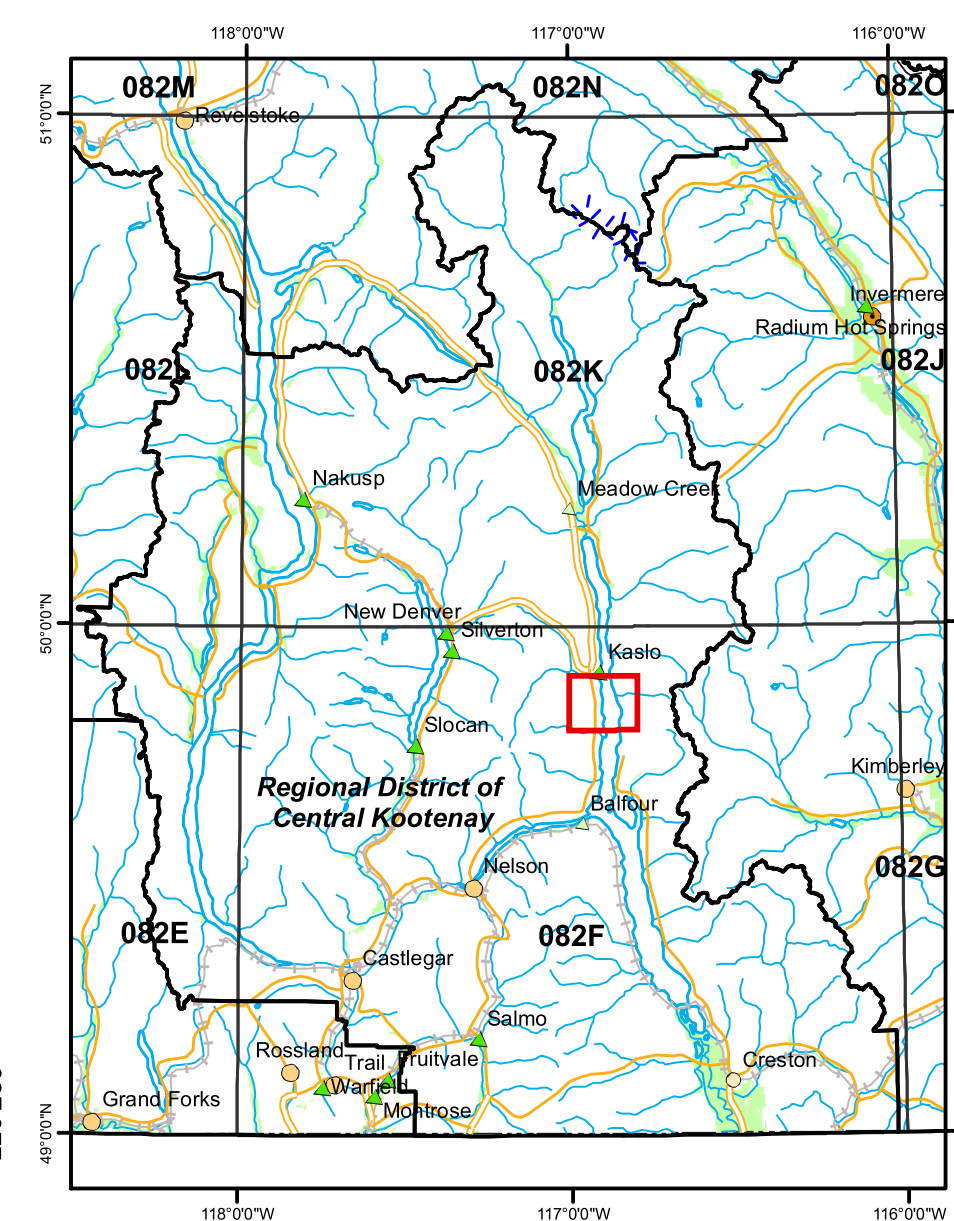 118°0'0"W
117°0'0"W
116°0'0"W
082M
082N
082O
51°0'0"N
Revelstoke
Invermere
Radium Hot Springs
082K
082J
Nakusp
Meadow Creek
50°0'0"N
New Denver
Silverton
Kaslo
Slocan
Kimberley
Regional District of
Central Kootenay
Balfour
Nelson
082G
082E
082F
Castlegar
Salmo
Rossland
Trail
Fruitvale
Creston
Warfield
Grand Forks
Montrose
49°0'0"N
118°0'0"W
117°0'0"W
116°0'0"W